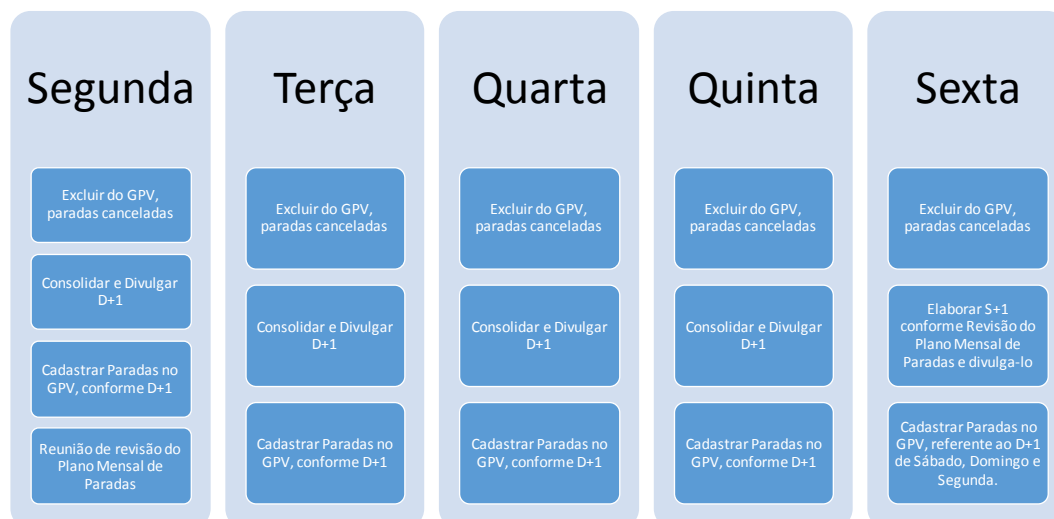 Segunda
Excluir do GPV,
paradas canceladas
Consolidar e Divulgar
D+1
Cadastrar Paradas no
GPV, conforme D+1
Reunião de revisão do
Plano Mensal de
Paradas
Terça
Excluir do GPV,
paradas canceladas
Consolidar e Divulgar
D+1
Cadastrar Paradas no
GPV, conforme D+1
Quarta
Excluir do GPV,
paradas canceladas
Consolidar e Divulgar
D+1
Cadastrar Paradas no
GPV, conforme D+1
Quinta
Excluir do GPV,
paradas canceladas
Consolidar e Divulgar
D+1
Cadastrar Paradas no
GPV, conforme D+1
Sexta
Excluir do GPV,
paradas canceladas
Elaborar S+1
conforme Revisão do
Plano Mensal de
Paradas e divulga-lo
Cadastrar Paradas no
GPV, referente ao D+1
de Sábado, Domingo e
Segunda.